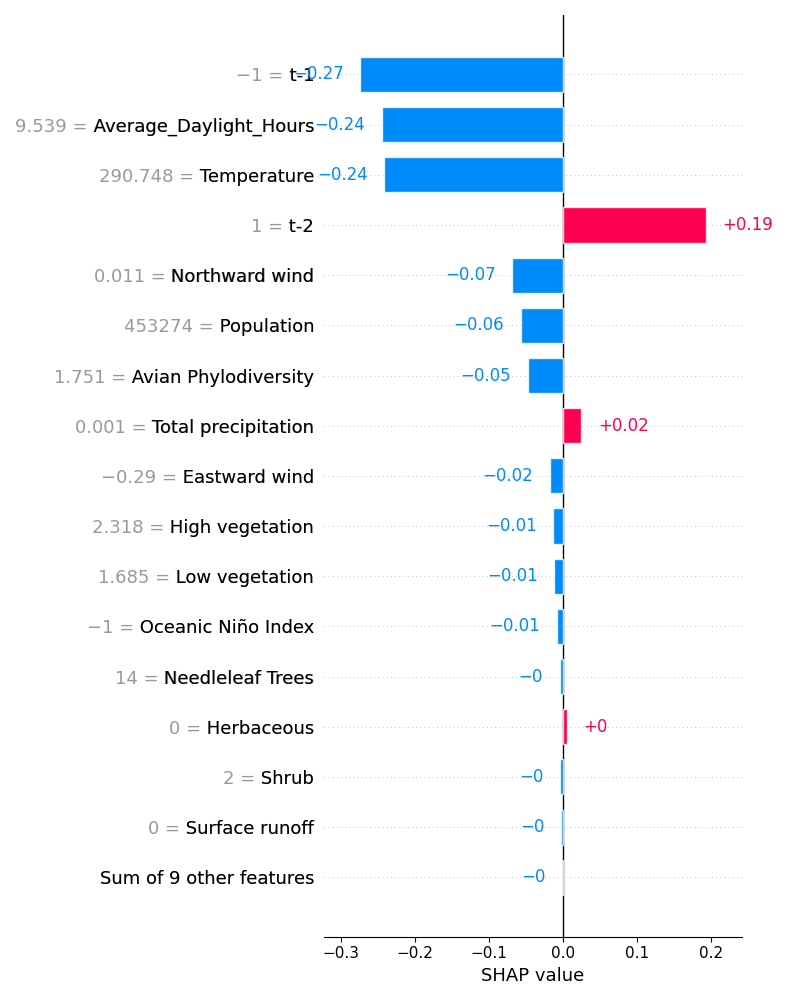 −1 = t-1 −0.27
9.539 = Average_Daylight_Hours −0.24
290.748 = Temperature −0.24
1 = t-2 +0.19
0.011 = Northward wind −0.07
453274 = Population −0.06
1.751 = Avian Phylodiversity −0.05
0.001 = Total precipitation +0.02
−0.29 = Eastward wind −0.02
2.318 = High vegetation −0.01
1.685 = Low vegetation −0.01
−1 = Oceanic Niño Index −0.01
14 = Needleleaf Trees −0
0 = Herbaceous +0
2 = Shrub −0
0 = Surface runoff −0
Sum of 9 other features −0
−0.3 −0.2 −0.1 0.0 0.1 0.2
SHAP value